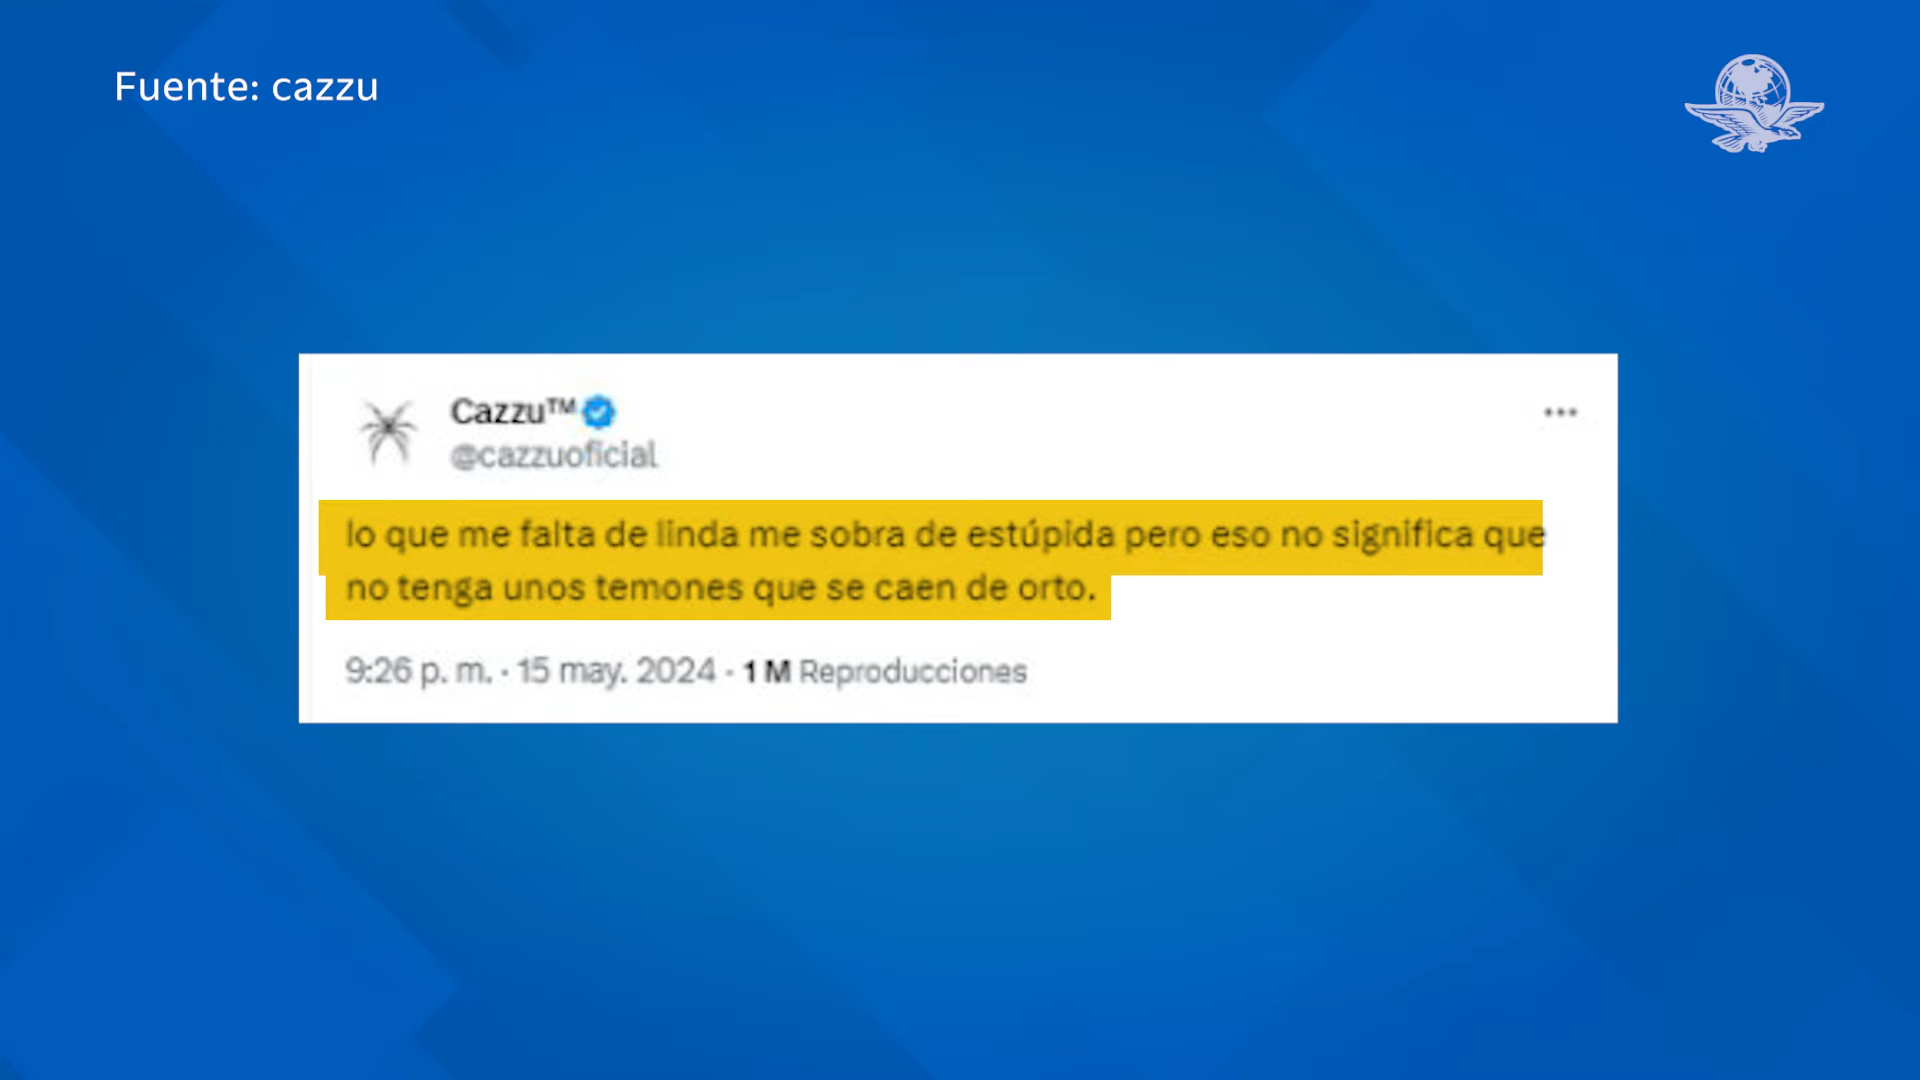 Fuente: cazzu
Cazzu™
@cazzuoficial
lo que me falta de linda me sobra de estúpida pero eso no significa que
no tenga unos temones que se caen de orto.
9:26 p. m. · 15 may. 2024 · 1 M Reproducciones